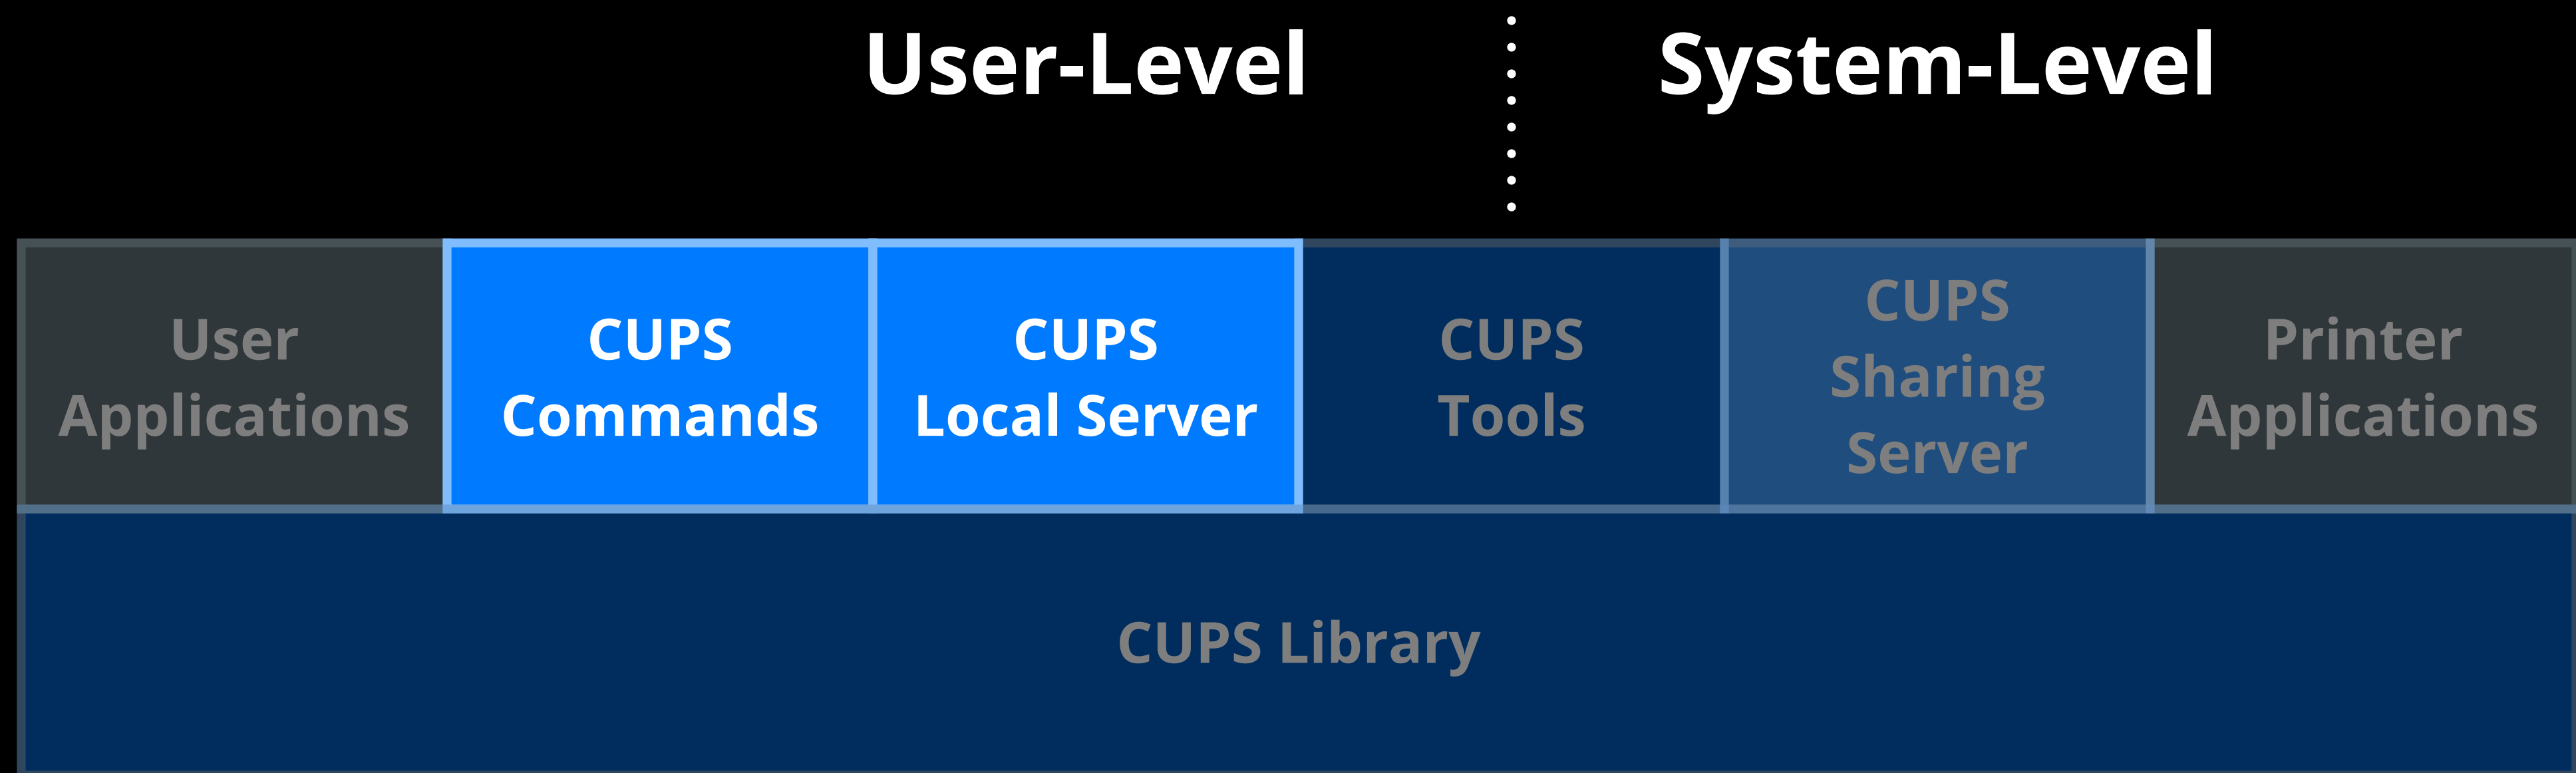 User-Level
System-Level
User
Applications
CUPS
Commands
CUPS
Local Server
CUPS
Tools
CUPS
Sharing
Server
Printer
Applications
CUPS Library